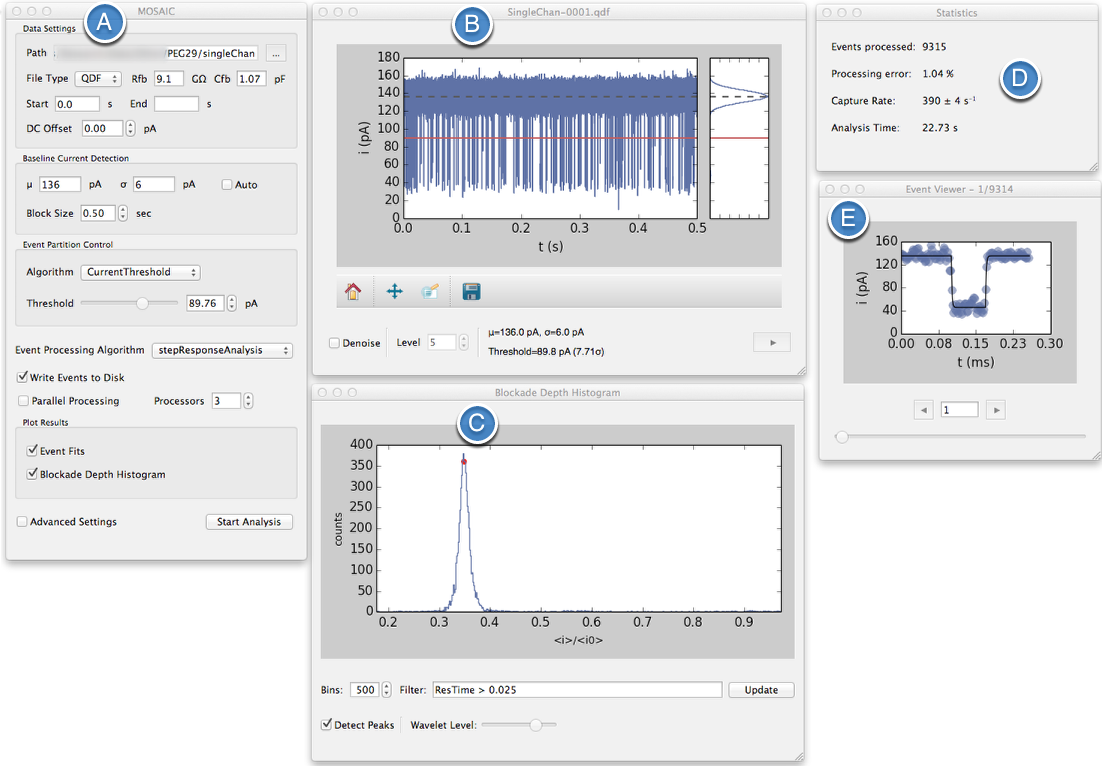 MOSAIC
A
Data Settings
Path /PEG29/singleChan ...
File Type QDF Rfb 9.1 GΩ Cfb 1.07 pF
Start 0.0 s End s
DC Offset 0.00 pA
Baseline Current Detection
μ 136 pA σ 6 pA Auto
Block Size 0.50 sec
Event Partition Control
Algorithm CurrentThreshold
Threshold 89.76 pA
Event Processing Algorithm stepResponseAnalysis
Write Events to Disk
Parallel Processing Processors 3
Plot Results
Event Fits
Blockade Depth Histogram
Advanced Settings Start Analysis
SingleChan-0001.qdf
B
180
160
140
120
100
80
60
40
20
0
i (pA)
0.0 0.1 0.2 0.3 0.4 0.5
t (s)
Denoise Level 5
μ=136.0 pA, σ=6.0 pA
Threshold=89.8 pA (7.71σ)
Blockade Depth Histogram
C
400
350
300
250
200
150
100
50
0
counts
0.2 0.3 0.4 0.5 0.6 0.7 0.8 0.9
<i>/<i0>
Bins: 500 Filter: ResTime > 0.025 Update
Detect Peaks Wavelet Level:
Statistics
Events processed: 9315
Processing error: 1.04 %
D
Capture Rate: 390 ± 4 s⁻¹
Analysis Time: 22.73 s
Event Viewer - 1/9314
E
160
120
80
40
0
i (pA)
0.00 0.08 0.15 0.23 0.30
t (ms)
1